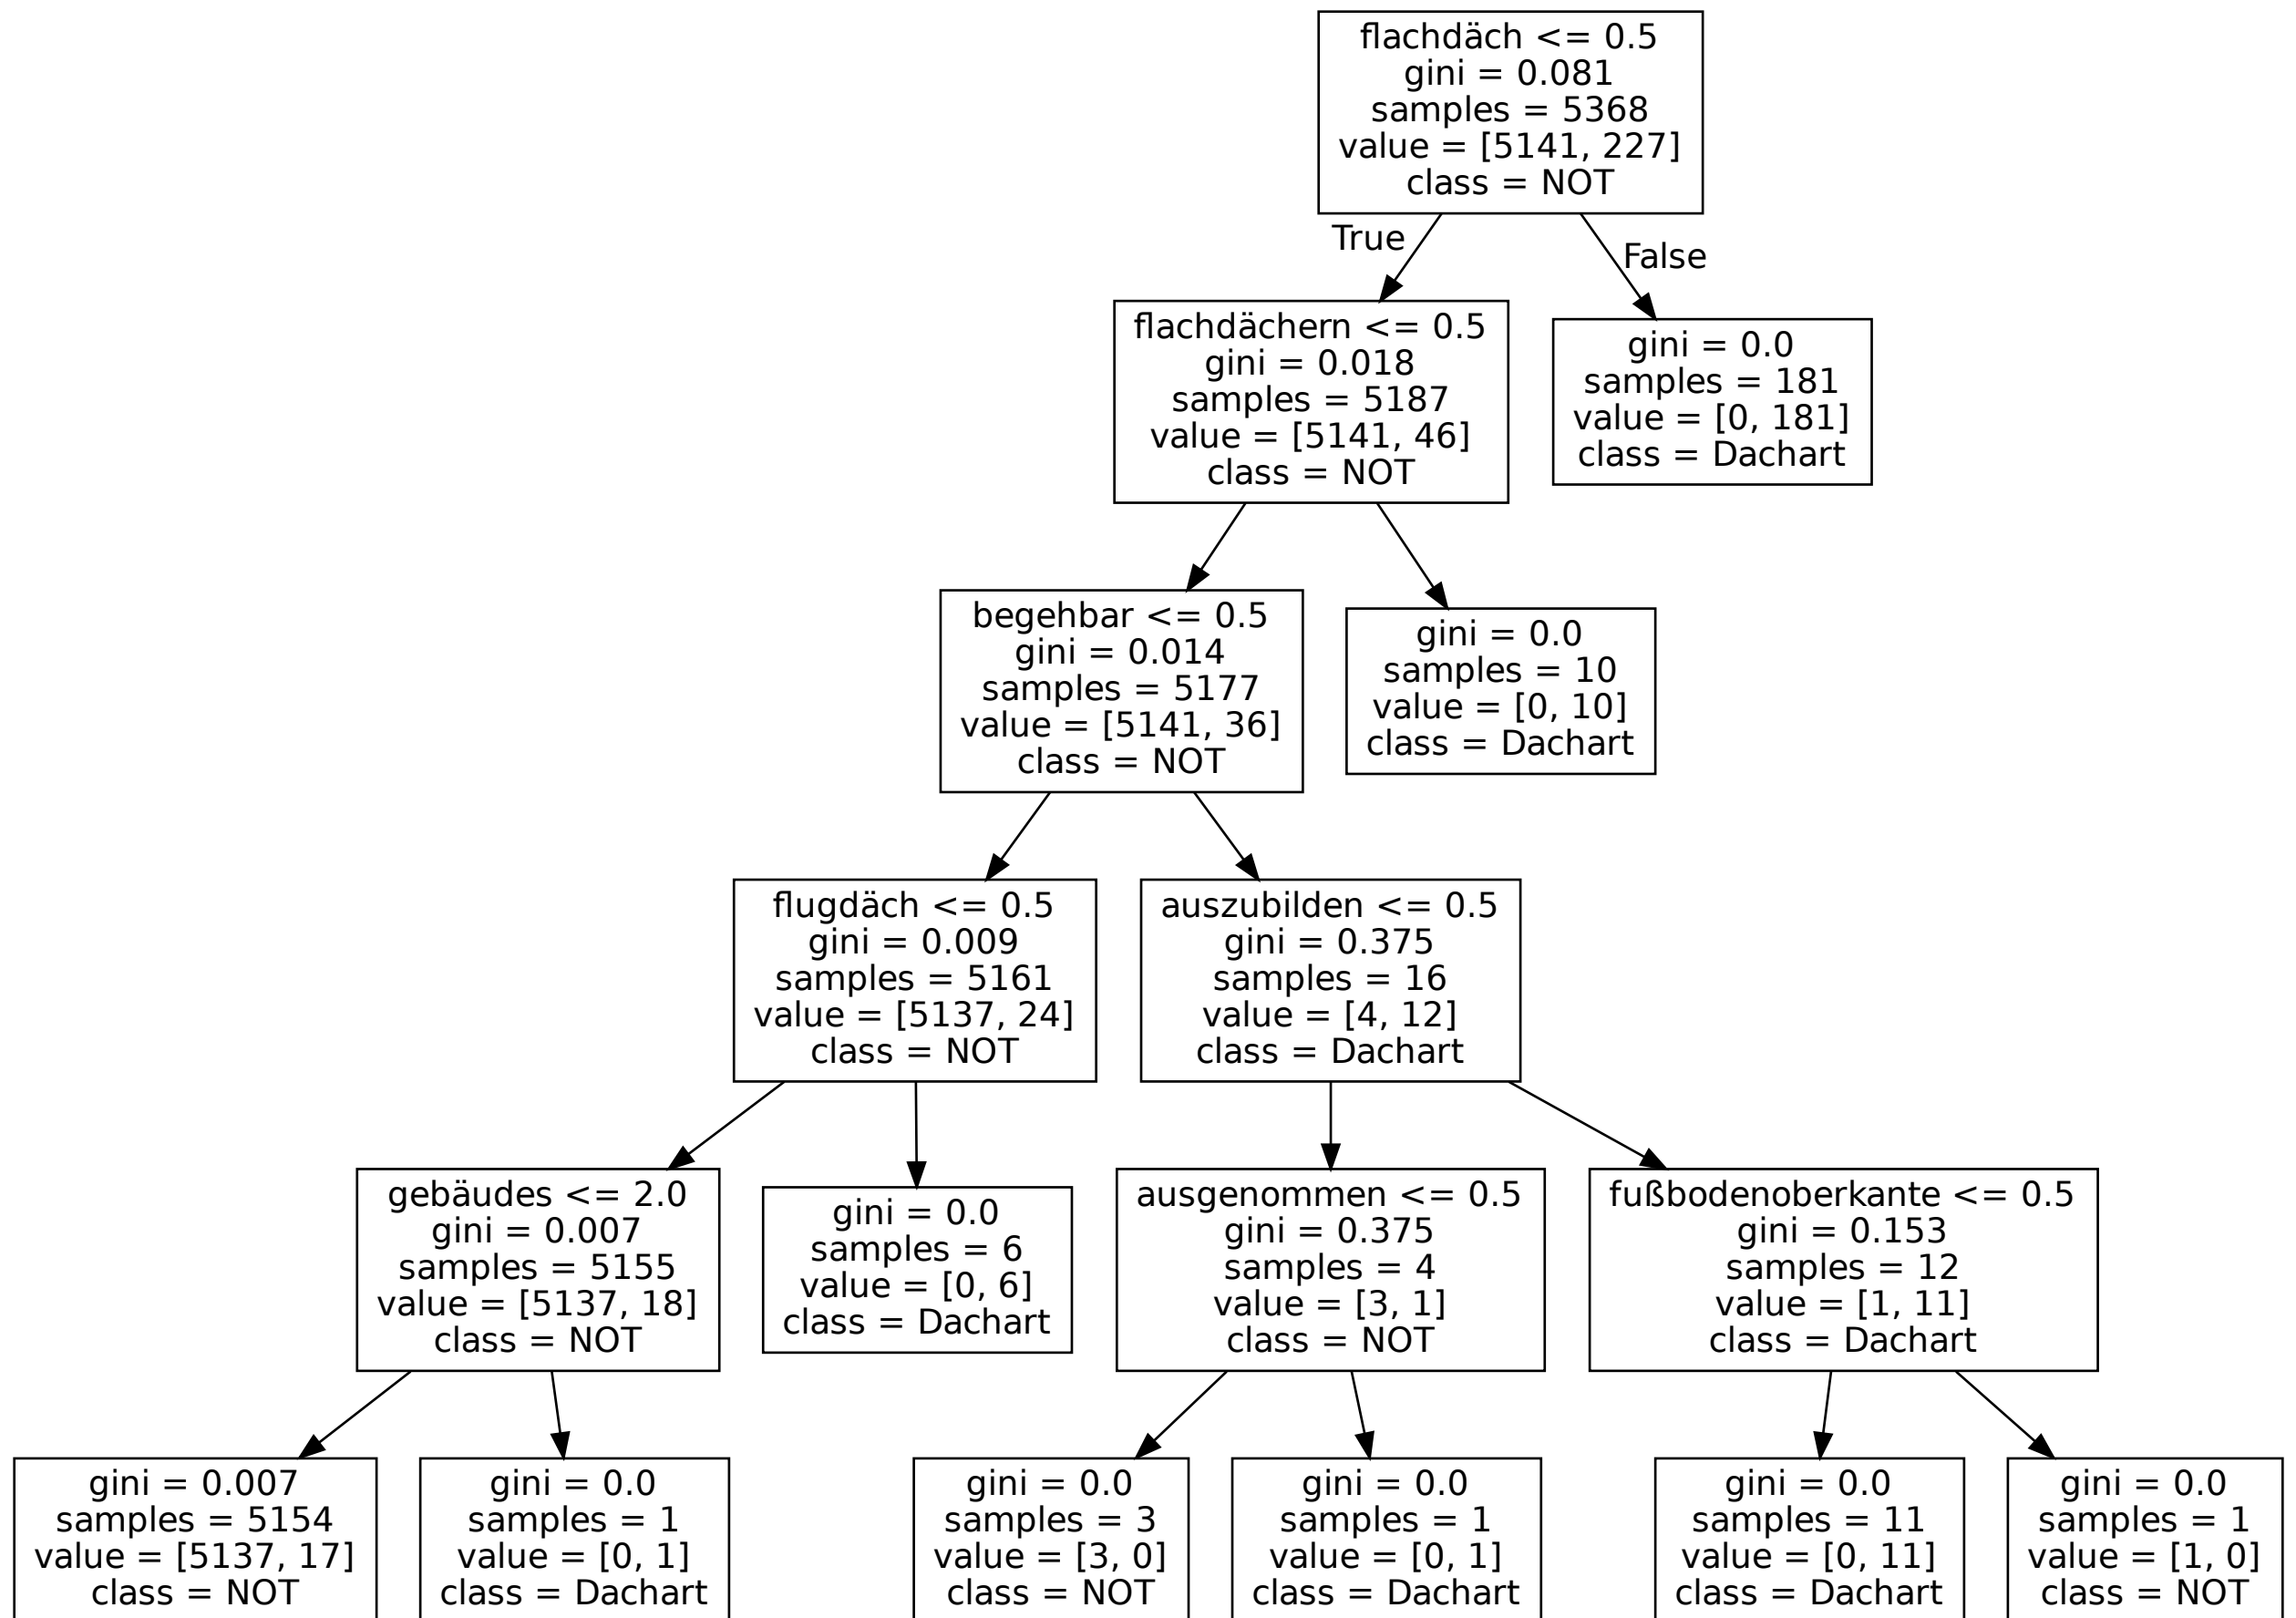 flachdäch <= 0.5
gini = 0.081
samples = 5368
value = [5141, 227]
class = NOT
True
False
flachdächern <= 0.5
gini = 0.018
samples = 5187
value = [5141, 46]
class = NOT
gini = 0.0
samples = 181
value = [0, 181]
class = Dachart
begehbar <= 0.5
gini = 0.014
samples = 5177
value = [5141, 36]
class = NOT
gini = 0.0
samples = 10
value = [0, 10]
class = Dachart
flugdäch <= 0.5
gini = 0.009
samples = 5161
value = [5137, 24]
class = NOT
auszubilden <= 0.5
gini = 0.375
samples = 16
value = [4, 12]
class = Dachart
gebäudes <= 2.0
gini = 0.007
samples = 5155
value = [5137, 18]
class = NOT
gini = 0.0
samples = 6
value = [0, 6]
class = Dachart
ausgenommen <= 0.5
gini = 0.375
samples = 4
value = [3, 1]
class = NOT
fußbodenoberkante <= 0.5
gini = 0.153
samples = 12
value = [1, 11]
class = Dachart
gini = 0.007
samples = 5154
value = [5137, 17]
class = NOT
gini = 0.0
samples = 1
value = [0, 1]
class = Dachart
gini = 0.0
samples = 3
value = [3, 0]
class = NOT
gini = 0.0
samples = 1
value = [0, 1]
class = Dachart
gini = 0.0
samples = 11
value = [0, 11]
class = Dachart
gini = 0.0
samples = 1
value = [1, 0]
class = NOT